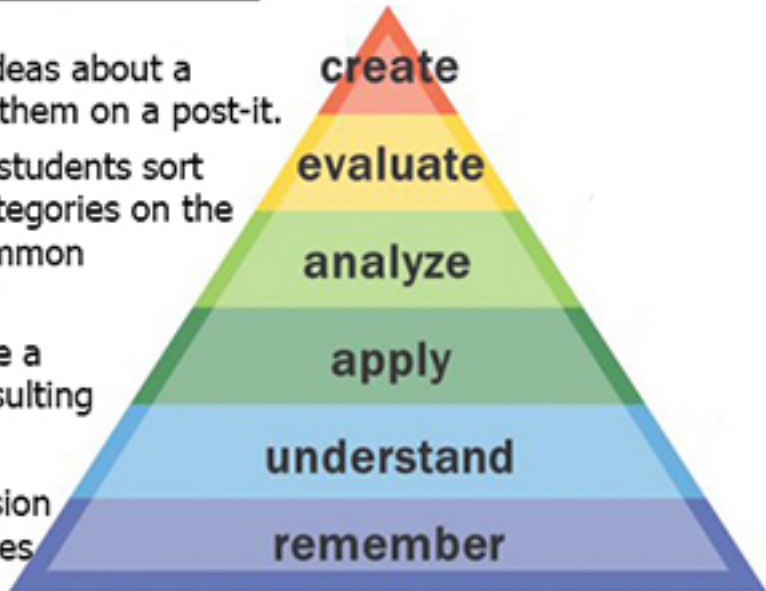 deas about a
them on a post-it.
students sort
tegories on the
mmon
e a
sulting
sion
es
create
evaluate
analyze
apply
understand
remember